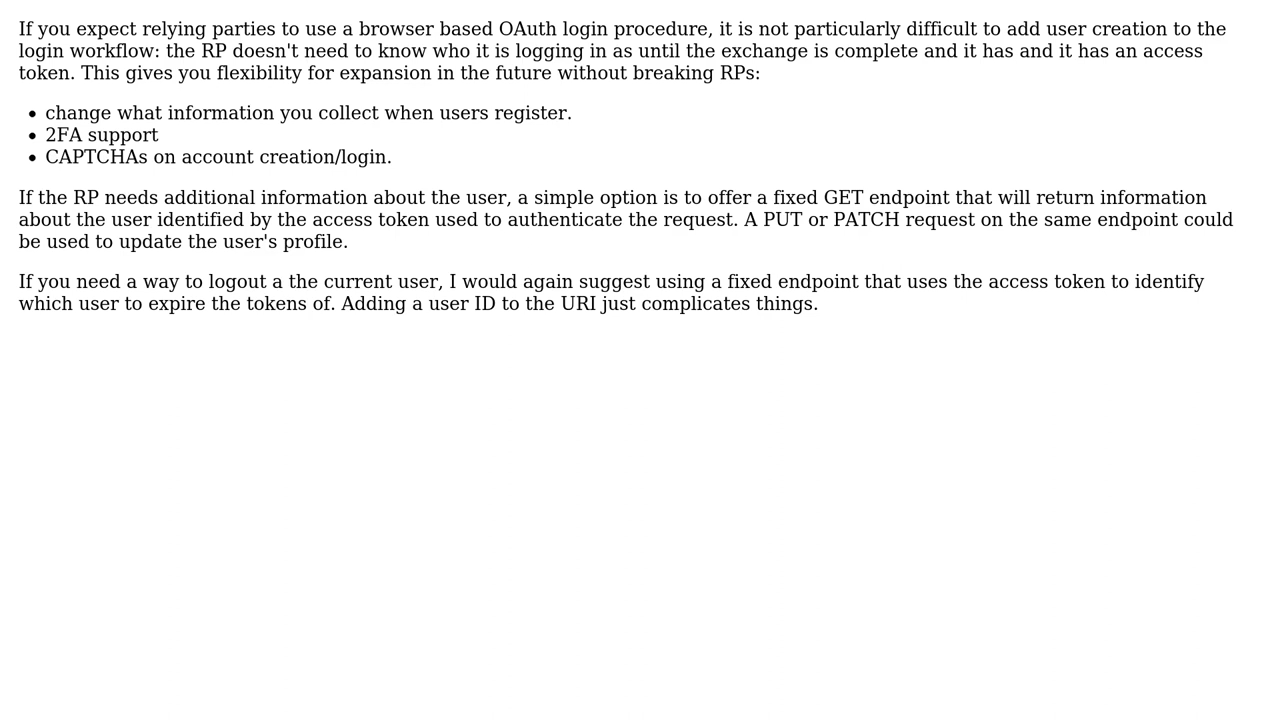 If you expect relying parties to use a browser based OAuth login procedure, it is not particularly difficult to add user creation to the
login workflow: the RP doesn't need to know who it is logging in as until the exchange is complete and it has and it has an access
token. This gives you flexibility for expansion in the future without breaking RPs:
• change what information you collect when users register.
• 2FA support
• CAPTCHAs on account creation/login.
If the RP needs additional information about the user, a simple option is to offer a fixed GET endpoint that will return information
about the user identified by the access token used to authenticate the request. A PUT or PATCH request on the same endpoint could
be used to update the user's profile.
If you need a way to logout a the current user, I would again suggest using a fixed endpoint that uses the access token to identify
which user to expire the tokens of. Adding a user ID to the URI just complicates things.